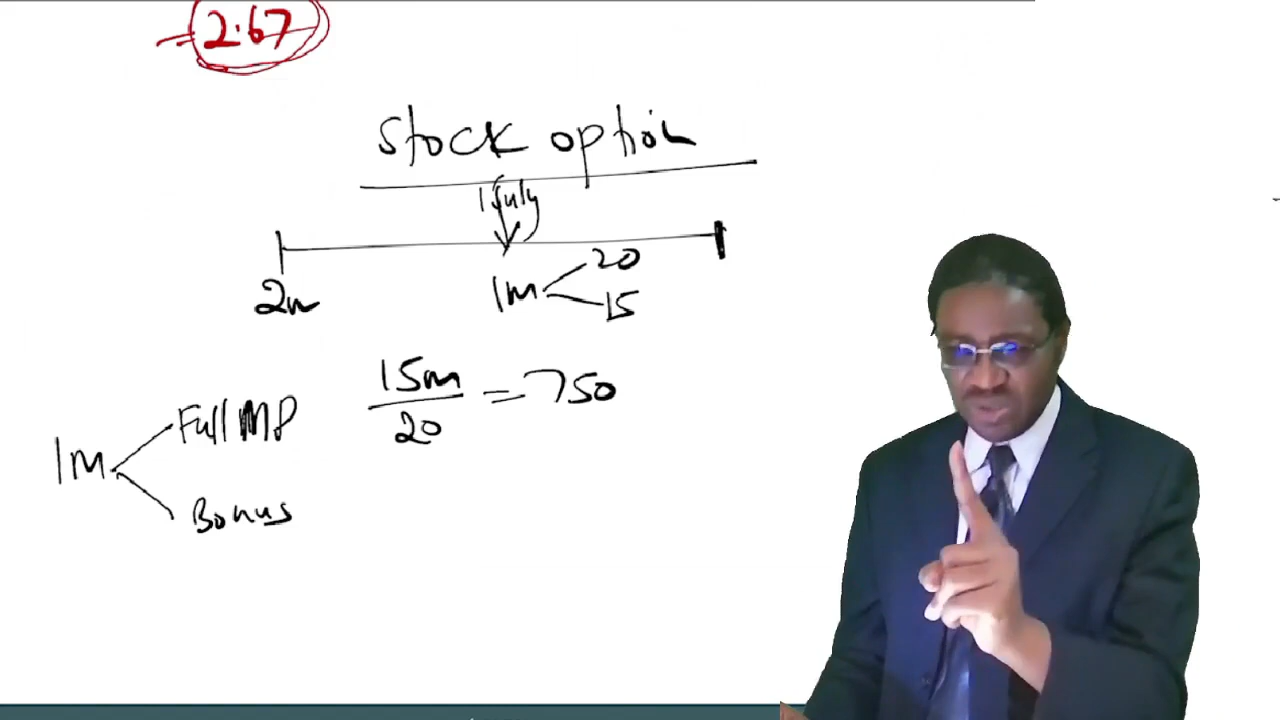 = 2.67
Stock option
1 July
20
2m 1m
15
15m
Full MP = 750
20
1m
Bonus